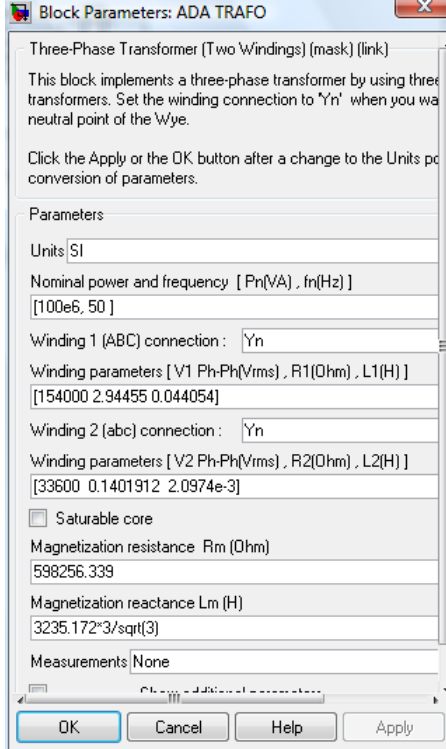 Block Parameters: ADA TRAFO
Three-Phase Transformer (Two Windings) (mask) (link)
This block implements a three-phase transformer by using three
transformers. Set the winding connection to 'Yn' when you wa
neutral point of the Wye.
Click the Apply or the OK button after a change to the Units po
conversion of parameters.
Parameters
Units SI
Nominal power and frequency [ Pn(VA) , fn(Hz) ]
[100e6, 50 ]
Winding 1 (ABC) connection : Yn
Winding parameters [ V1 Ph-Ph(Vrms) , R1(Ohm) , L1(H) ]
[154000 2.94455 0.044054]
Winding 2 (abc) connection : Yn
Winding parameters [ V2 Ph-Ph(Vrms) , R2(Ohm) , L2(H) ]
[33600 0.1401912 2.0974e-3]
Saturable core
Magnetization resistance Rm (Ohm)
598256.339
Magnetization reactance Lm (H)
3235.172*3/sqrt(3)
Measurements None
Show additional parameters
OK Cancel Help Apply